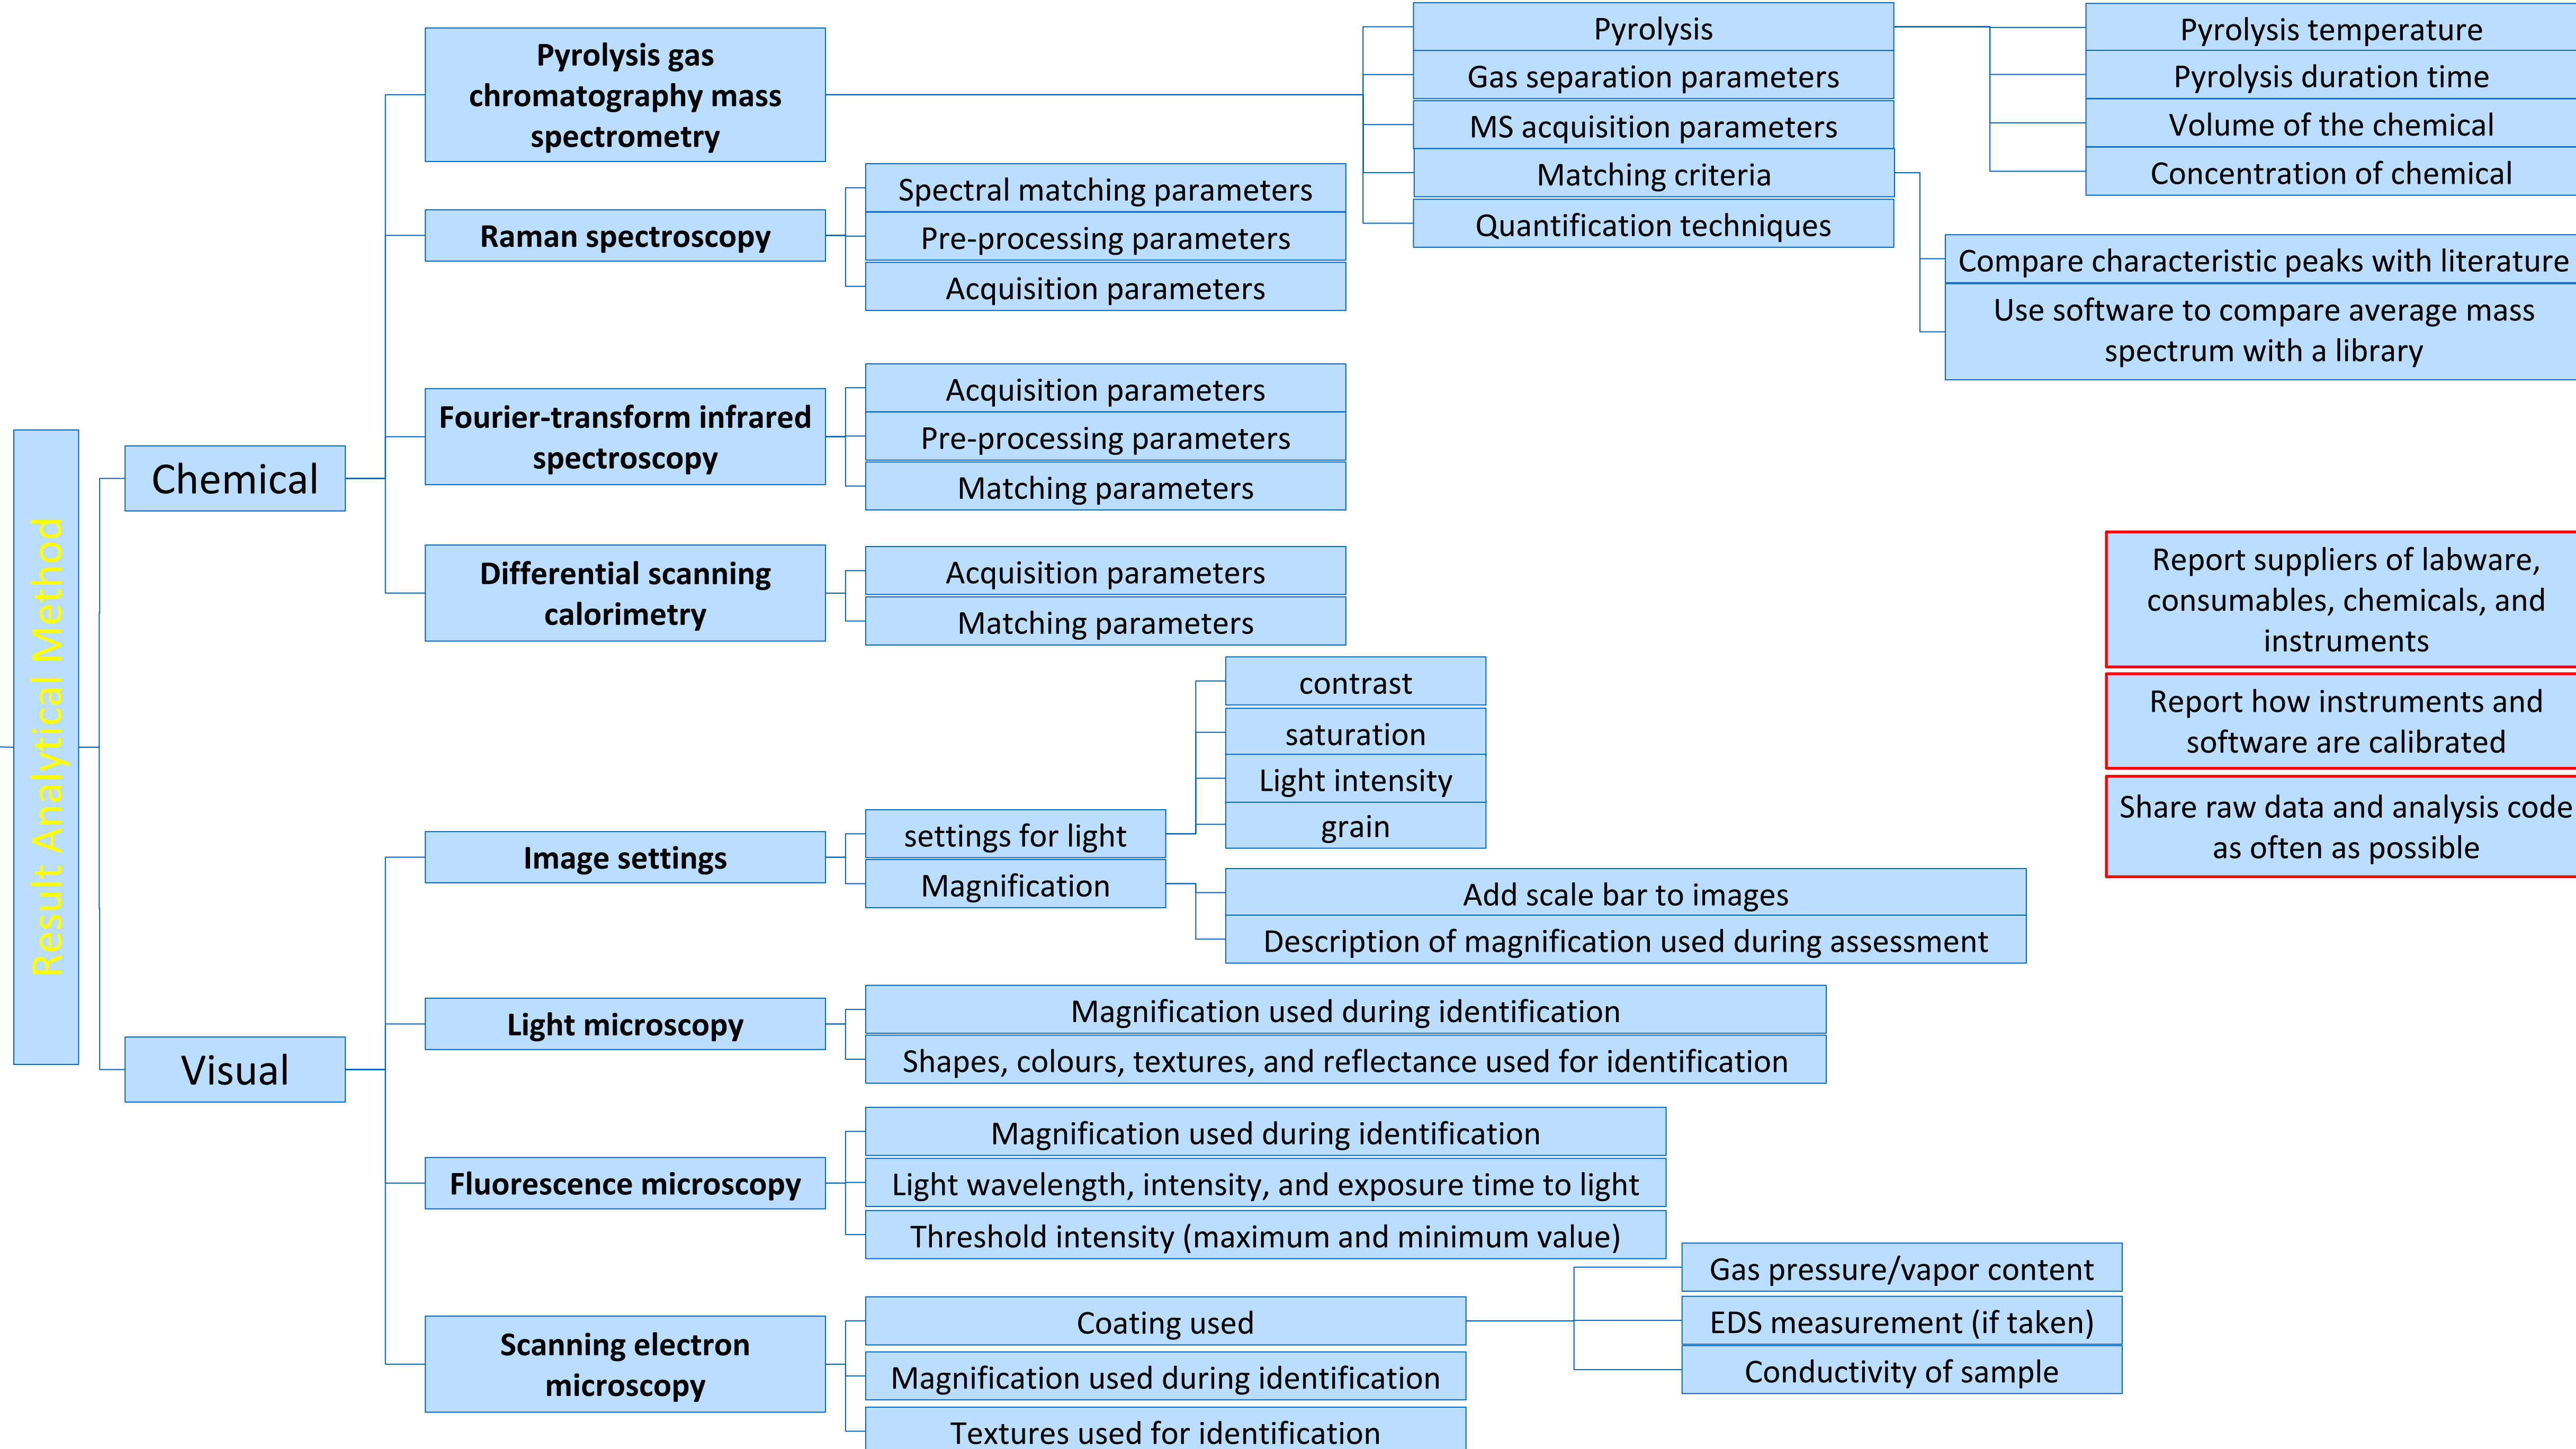 Result Analytical Method
Chemical
Pyrolysis gas
chromatography mass
spectrometry
Pyrolysis
Pyrolysis temperature
Pyrolysis duration time
Volume of the chemical
Concentration of chemical
Gas separation parameters
MS acquisition parameters
Matching criteria
Compare characteristic peaks with literature
Use software to compare average mass
spectrum with a library
Quantification techniques
Raman spectroscopy
Spectral matching parameters
Pre-processing parameters
Acquisition parameters
Fourier-transform infrared
spectroscopy
Acquisition parameters
Pre-processing parameters
Matching parameters
Differential scanning
calorimetry
Acquisition parameters
Matching parameters
Visual
Image settings
settings for light
contrast
saturation
Light intensity
grain
Magnification
Add scale bar to images
Description of magnification used during assessment
Light microscopy
Magnification used during identification
Shapes, colours, textures, and reflectance used for identification
Fluorescence microscopy
Magnification used during identification
Light wavelength, intensity, and exposure time to light
Threshold intensity (maximum and minimum value)
Scanning electron
microscopy
Coating used
Gas pressure/vapor content
EDS measurement (if taken)
Conductivity of sample
Magnification used during identification
Textures used for identification
Report suppliers of labware,
consumables, chemicals, and
instruments
Report how instruments and
software are calibrated
Share raw data and analysis code
as often as possible